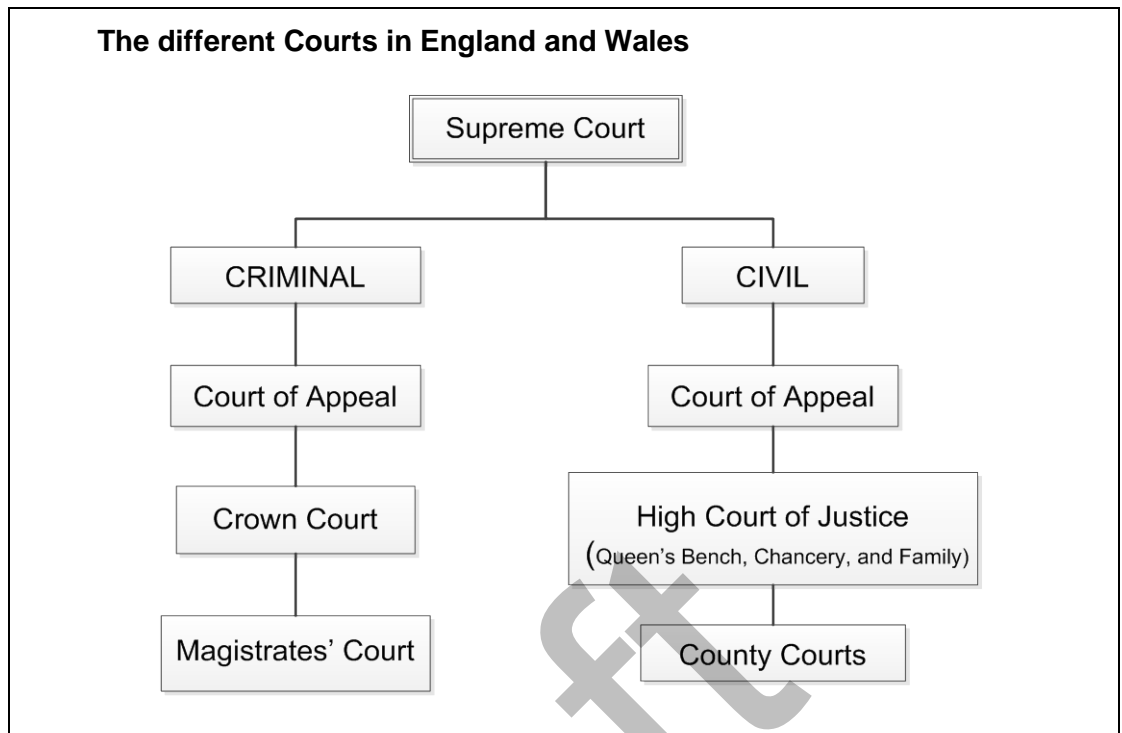 The different Courts in England and Wales
Supreme Court
CRIMINAL
CIVIL
Court of Appeal
Court of Appeal
Crown Court
High Court of Justice
(Queen's Bench, Chancery, and Family)
Magistrates' Court
County Courts
ft